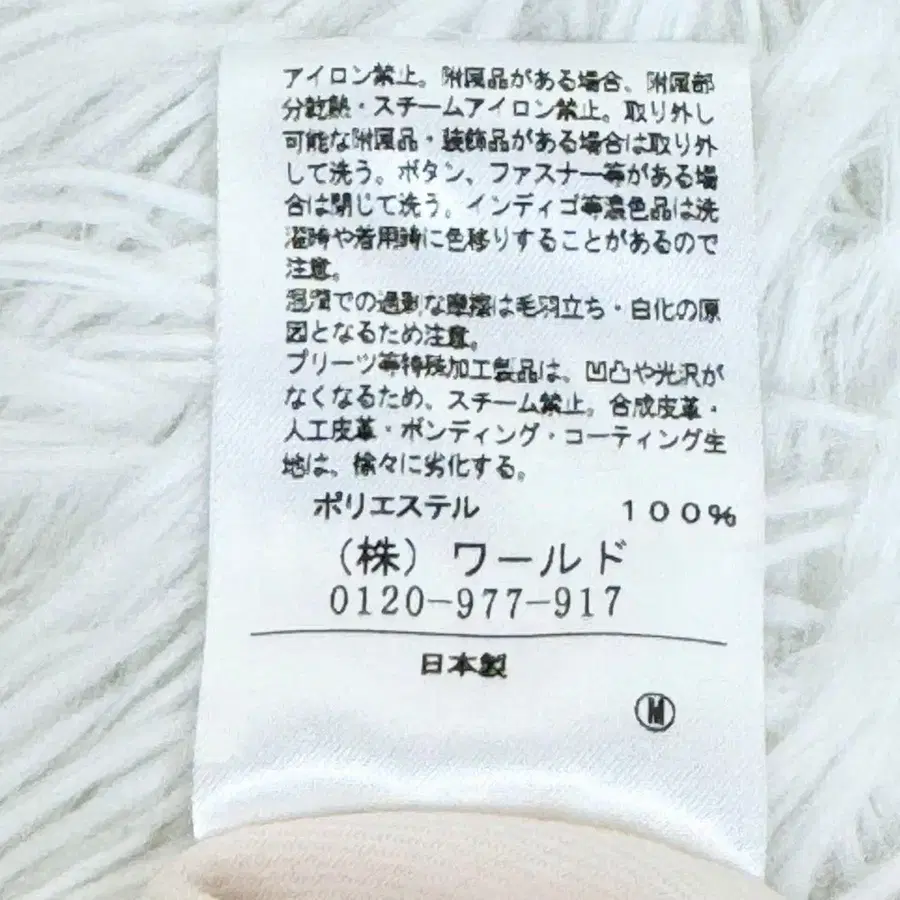 アイロン禁止。附属品がある場合、附属部
分乾熱・スチームアイロン禁止。取り外し
可能な附属品・装飾品がある場合は取り外
して洗う。ボタン、ファスナー等がある場
合は閉じて洗う。インディゴ等濃色品は洗
濯時や着用時に色移りすることがあるので
注意。
湿潤での過剰な摩擦は毛羽立ち・白化の原
因となるため注意。
プリーツ等特殊加工製品は、凹凸や光沢が
なくなるため、スチーム禁止。合成皮革・
人工皮革・ボンディング・コーティング生
地は、徐々に劣化する。
ポリエステル １００％
（株）ワールド
0120-977-917
日本製
Ⓜ